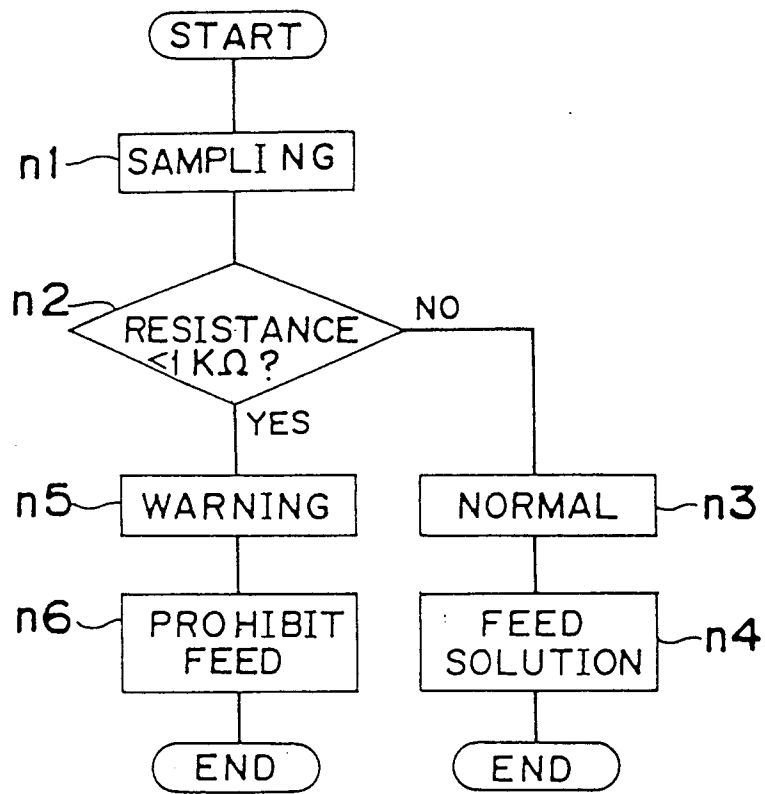 START
n1
SAMPLING
n2
RESISTANCE
<1 KΩ ?
NO
YES
n5
WARNING
NORMAL
n3
n6
PROHIBIT
FEED
FEED
SOLUTION
n4
END
END